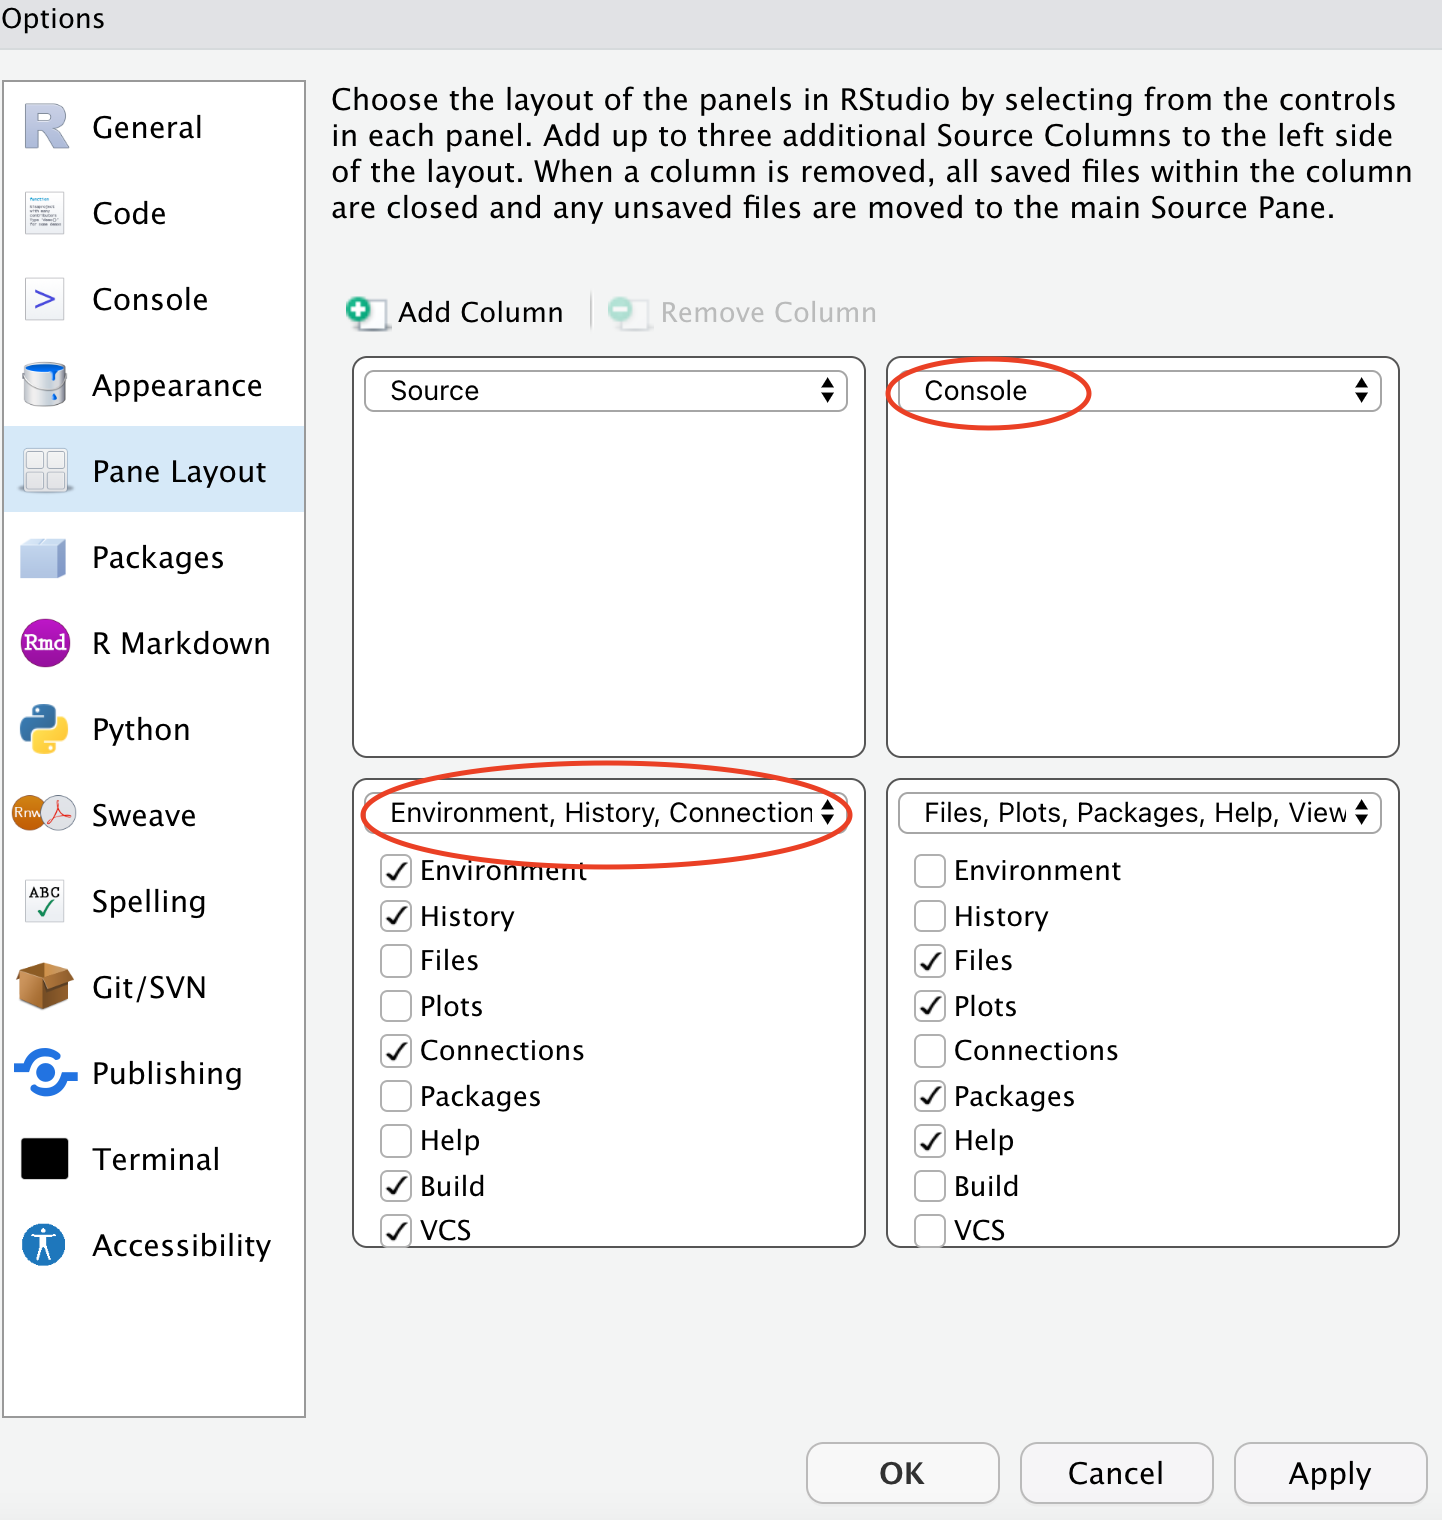 Options
General
Code
Console
Appearance
Pane Layout
Packages
Rmd
R Markdown
Python
Rnw
Sweave
ABC
Spelling
Git/SVN
Publishing
Terminal
Accessibility
Choose the layout of the panels in RStudio by selecting from the controls
in each panel. Add up to three additional Source Columns to the left side
of the layout. When a column is removed, all saved files within the column
are closed and any unsaved files are moved to the main Source Pane.
Add Column
Remove Column
Source
Console
Environment, History, Connection
Environment
History
Files
Plots
Connections
Packages
Help
Build
VCS
Files, Plots, Packages, Help, View
Environment
History
Files
Plots
Connections
Packages
Help
Build
VCS
OK
Cancel
Apply